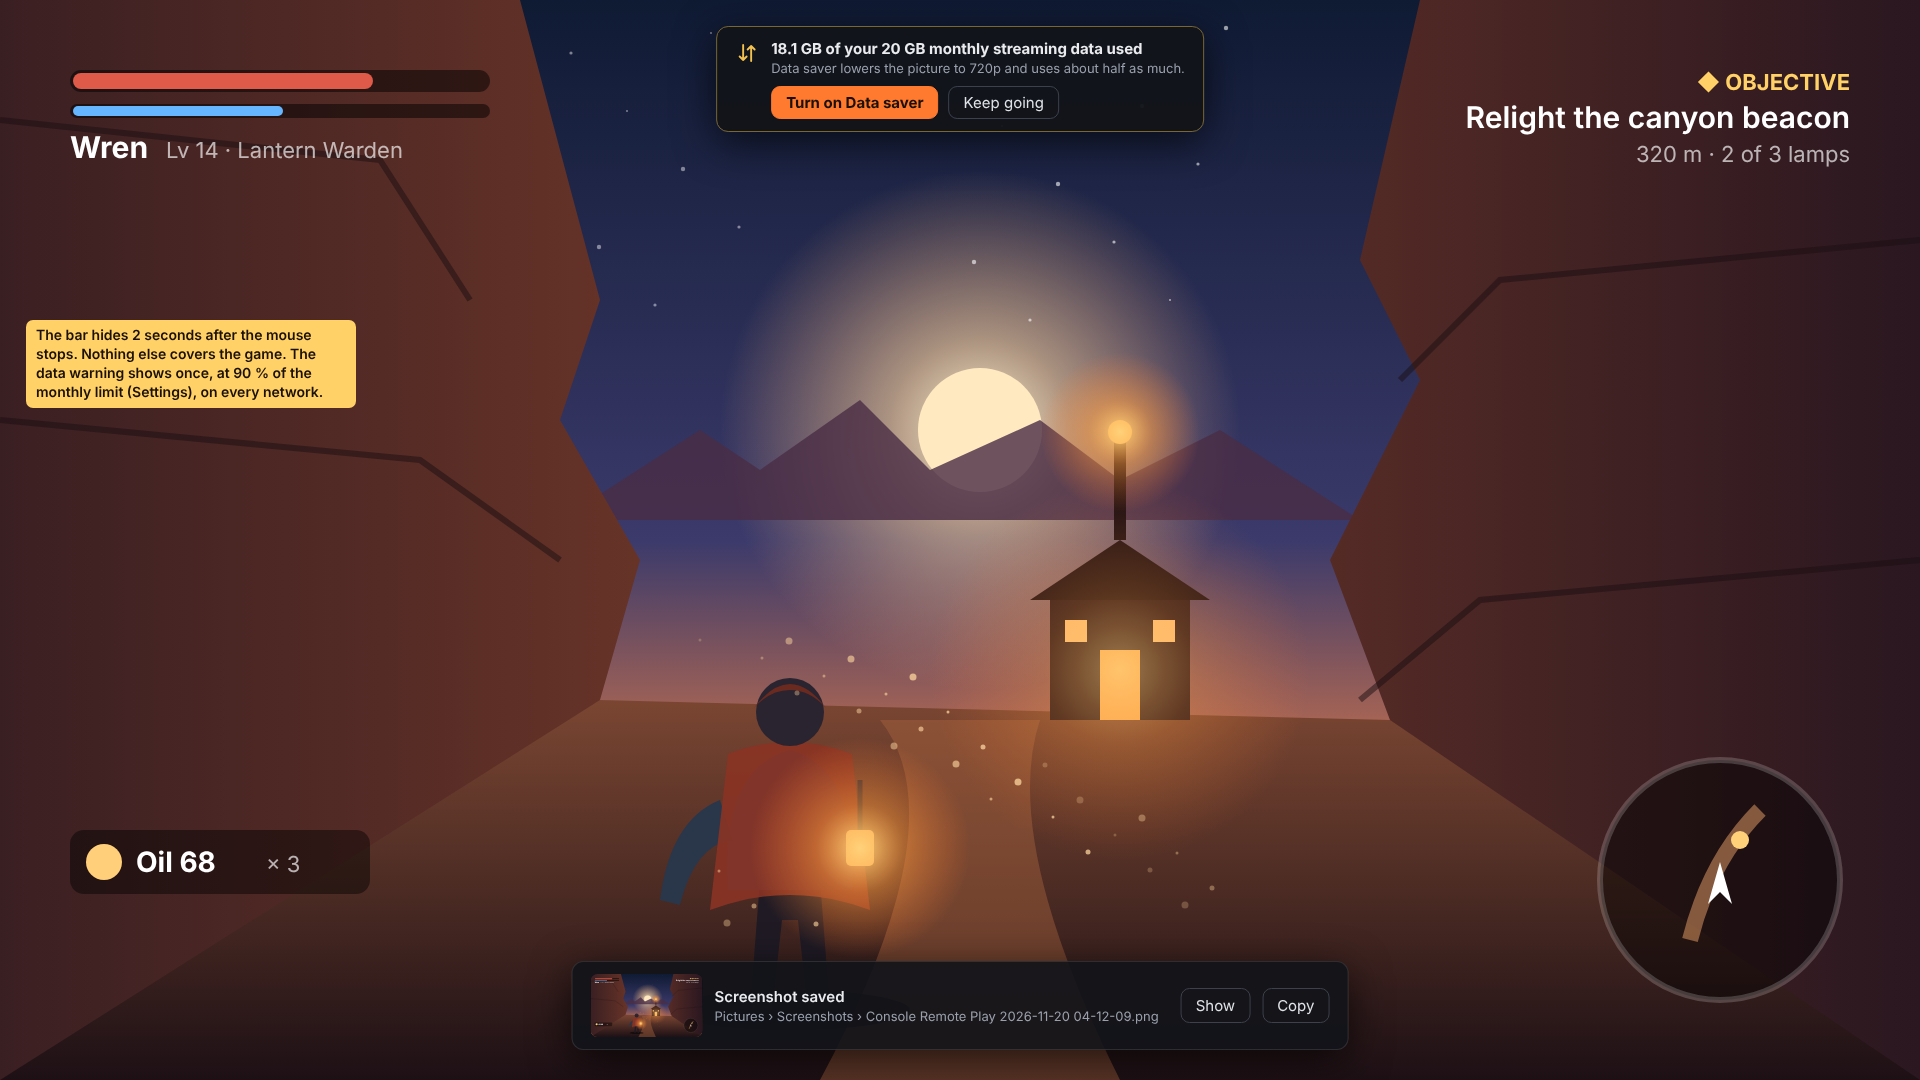 18.1 GB of your 20 GB monthly streaming data used
Data saver lowers the picture to 720p and uses about half as much.
Turn on Data saver
Keep going
Wren Lv 14 · Lantern Warden
OBJECTIVE
Relight the canyon beacon
320 m · 2 of 3 lamps
The bar hides 2 seconds after the mouse
stops. Nothing else covers the game. The
data warning shows once, at 90 % of the
monthly limit (Settings), on every network.
Oil 68 × 3
Screenshot saved
Pictures › Screenshots › Console Remote Play 2026-11-20 04-12-09.png
Show
Copy